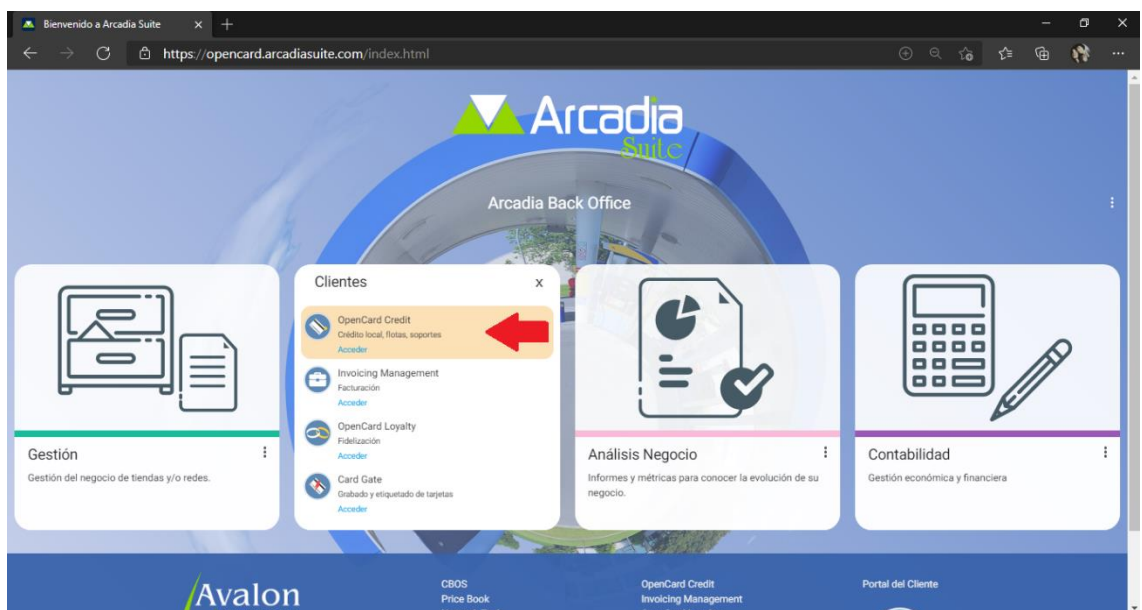 Bienvenido a Arcadia Suite
https://opencard.arcadiasuite.com/index.html
Arcadia
Suite
Arcadia Back Office
Gestión
Gestión del negocio de tiendas y/o redes.
Clientes
x
OpenCard Credit
Crédito local, flotas, soportes
Acceder
Invoicing Management
Facturación
Acceder
OpenCard Loyalty
Fidelización
Acceder
Card Gate
Grabado y etiquetado de tarjetas
Acceder
Análisis Negocio
Informes y métricas para conocer la evolución de su
negocio.
Contabilidad
Gestión económica y financiera
Avalon
CBOS
Price Book
OpenCard Credit
Invoicing Management
Portal del Cliente